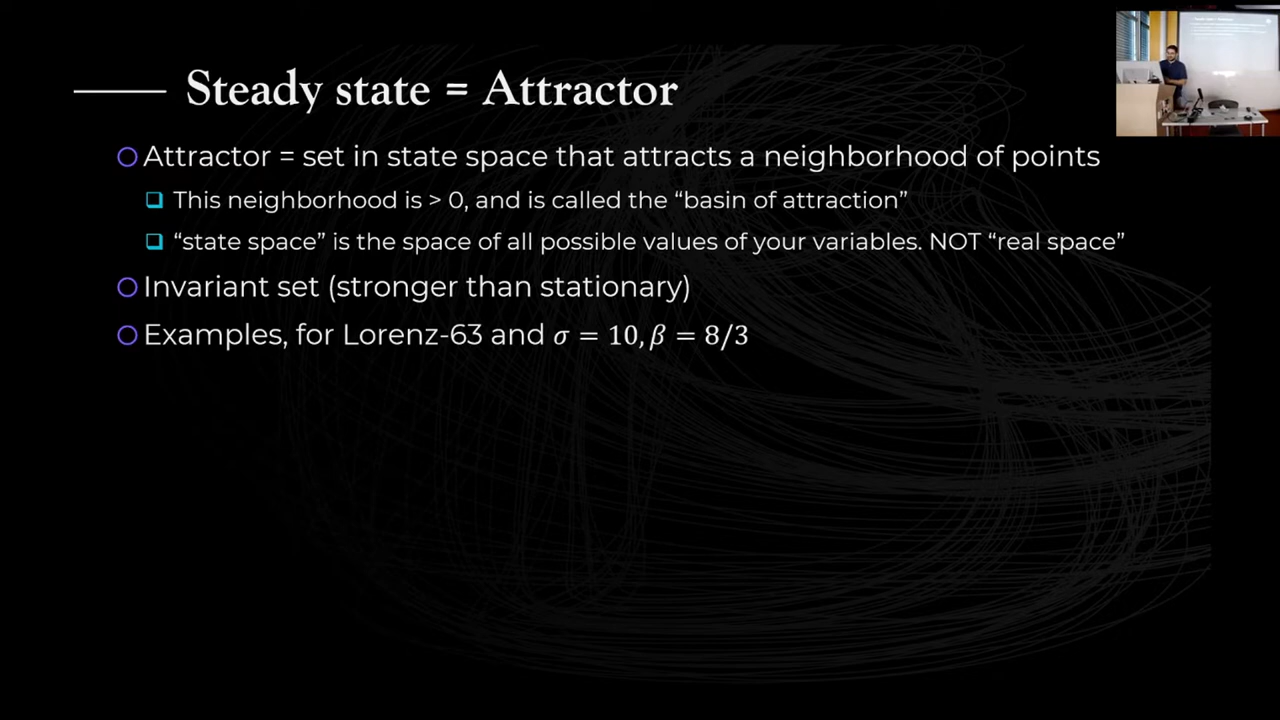 Steady state = Attractor
Attractor = set in state space that attracts a neighborhood of points
This neighborhood is > 0, and is called the “basin of attraction”
“state space” is the space of all possible values of your variables. NOT “real space”
Invariant set (stronger than stationary)
Examples, for Lorenz-63 and σ = 10, β = 8/3